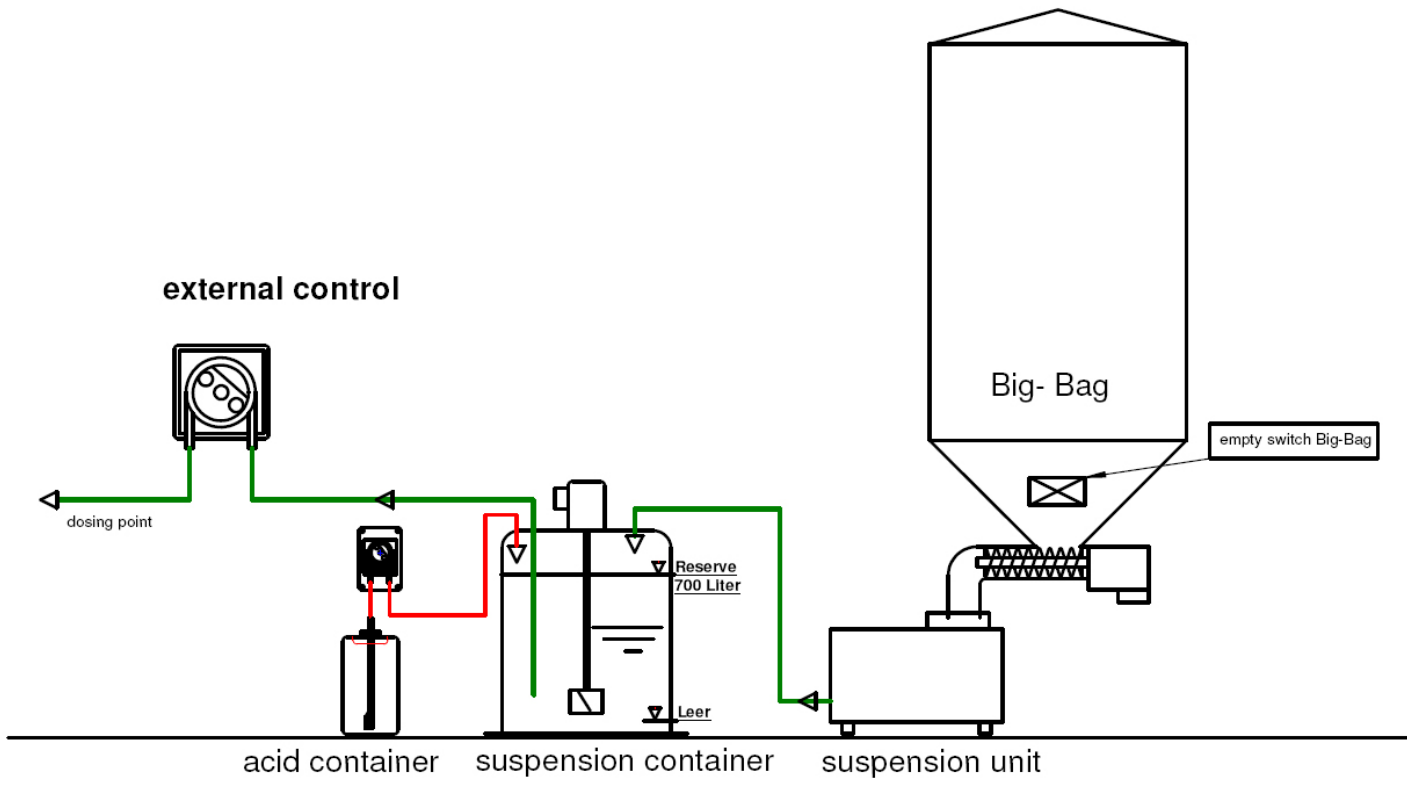 external control
Big- Bag
empty switch Big-Bag
dosing point
Reserve
700 Liter
Leer
acid container
suspension container
suspension unit